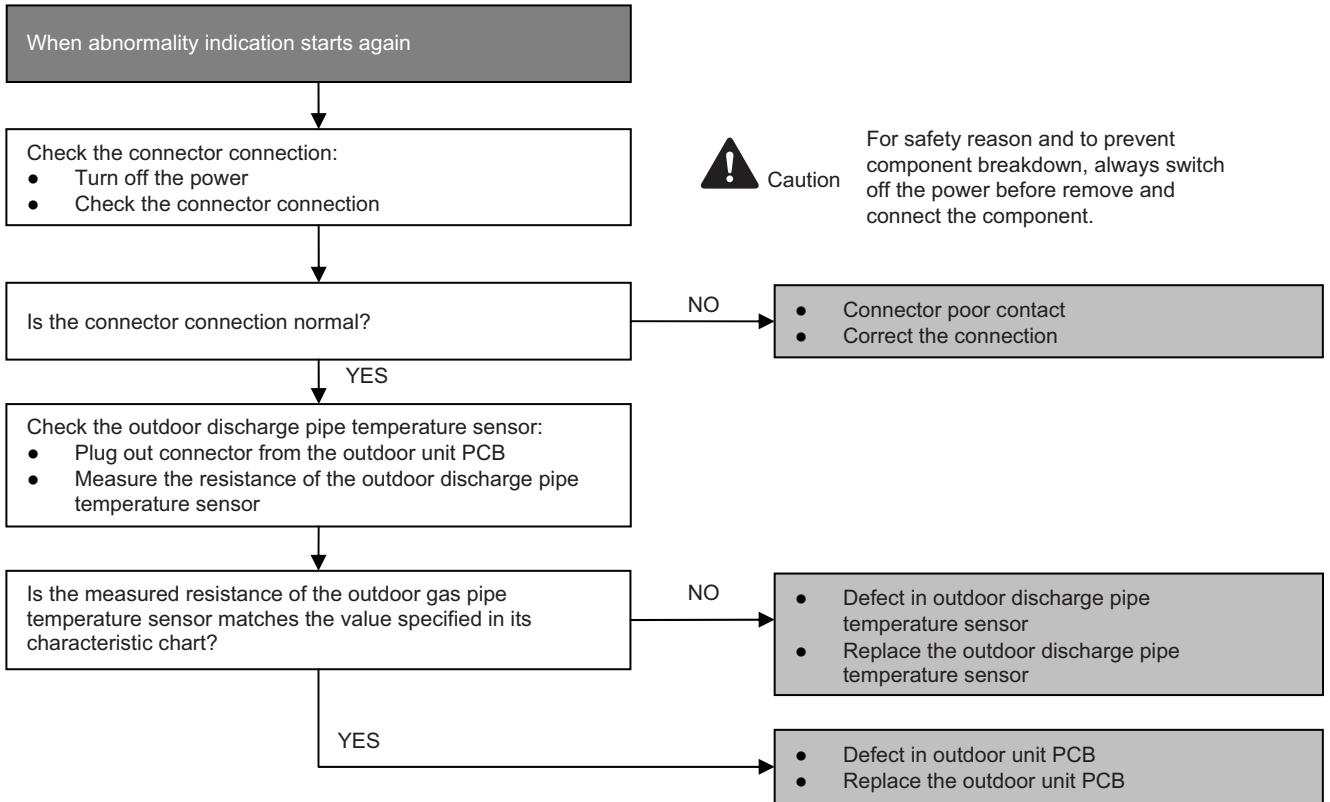 When abnormality indication starts again
Check the connector connection:
● Turn off the power
● Check the connector connection
Caution
For safety reason and to prevent
component breakdown, always switch
off the power before remove and
connect the component.
Is the connector connection normal?
NO
● Connector poor contact
● Correct the connection
YES
Check the outdoor discharge pipe temperature sensor:
● Plug out connector from the outdoor unit PCB
● Measure the resistance of the outdoor discharge pipe
temperature sensor
Is the measured resistance of the outdoor gas pipe
temperature sensor matches the value specified in its
characteristic chart?
NO
● Defect in outdoor discharge pipe
temperature sensor
● Replace the outdoor discharge pipe
temperature sensor
YES
● Defect in outdoor unit PCB
● Replace the outdoor unit PCB